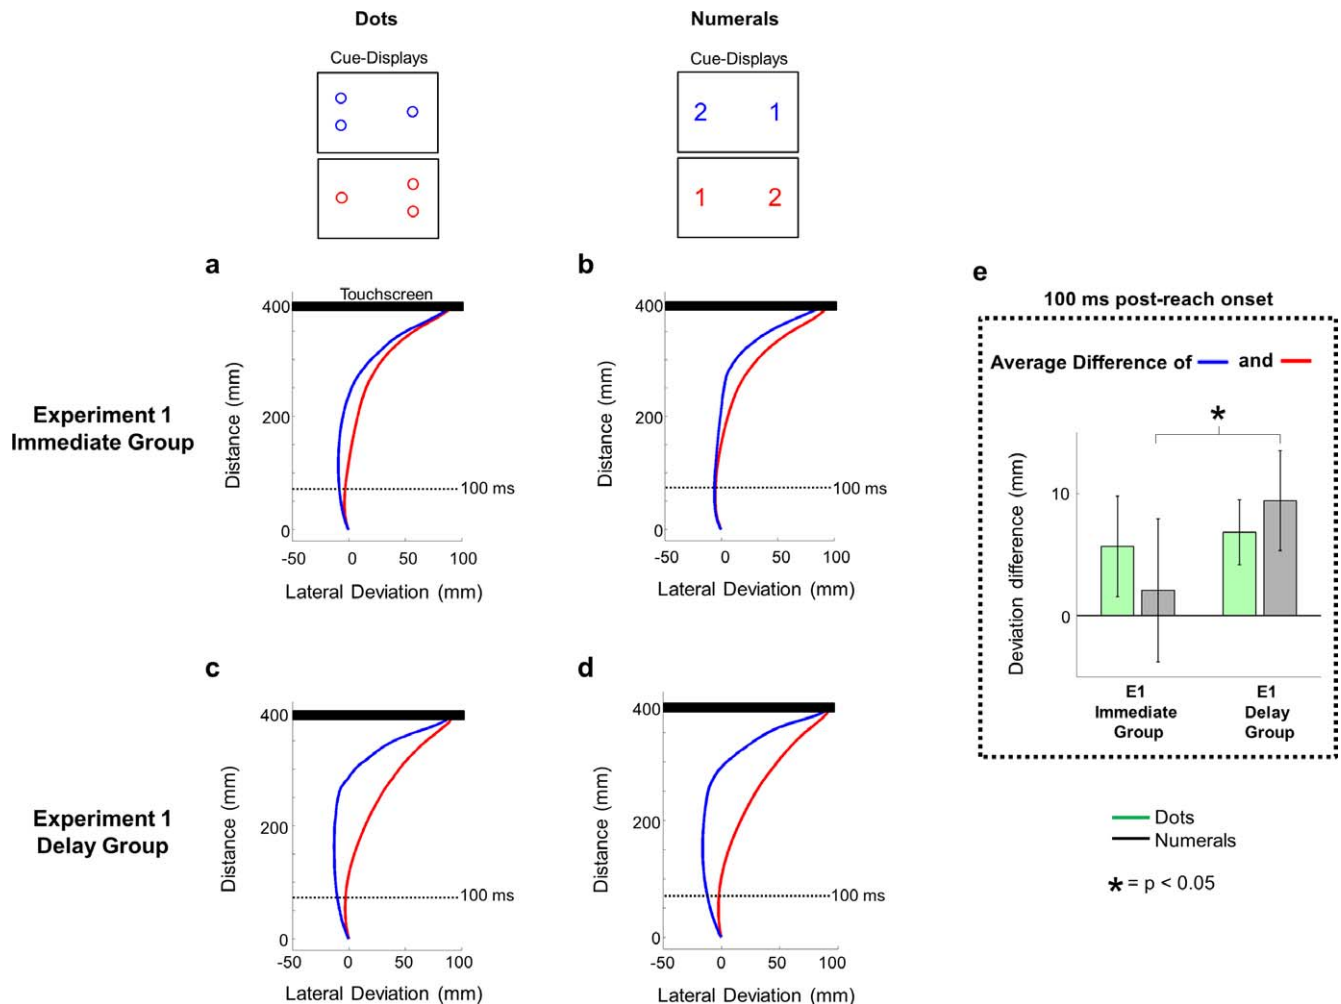 Dots
Numerals
Cue-Displays
Cue-Displays
2 1
1 2
a
b
e
Experiment 1
Immediate Group
Touchscreen
400
200
0
Distance (mm)
100 ms
-50 0 50 100
Lateral Deviation (mm)
400
200
0
Distance (mm)
100 ms
-50 0 50 100
Lateral Deviation (mm)
100 ms post-reach onset
Average Difference of and
*
Deviation difference (mm)
10
0
E1
Immediate
Group
E1
Delay
Group
c
d
Experiment 1
Delay Group
400
200
0
Distance (mm)
100 ms
-50 0 50 100
Lateral Deviation (mm)
400
200
0
Distance (mm)
100 ms
-50 0 50 100
Lateral Deviation (mm)
Dots
Numerals
* = p < 0.05